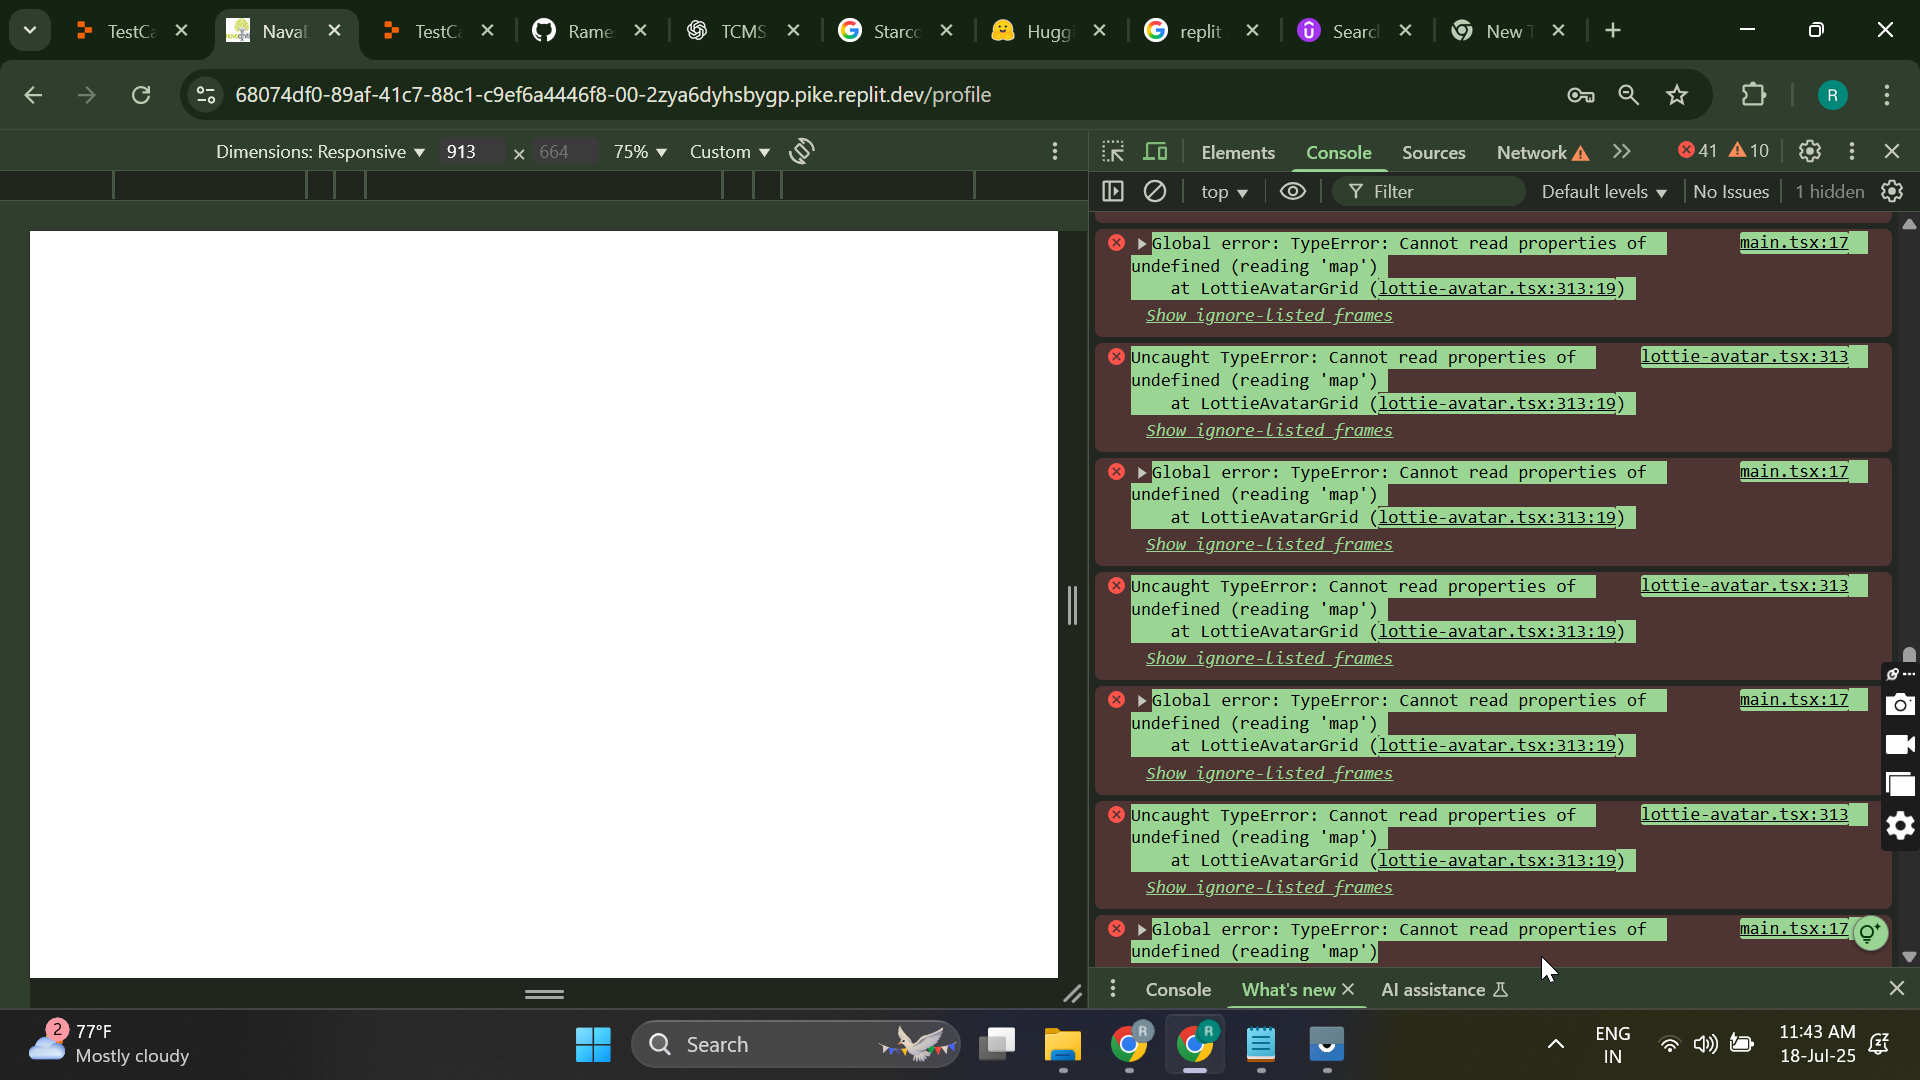 TestCa
NavaD
TestCa
Rame
TCMS
Starco
Huggi
replit
Search
New T
68074df0-89af-41c7-88c1-c9ef6a4446f8-00-2zya6dyhsbygp.pike.replit.dev/profile
R
Dimensions: Responsive 913 × 664 75% Custom
Elements Console Sources Network 41 10
top Filter Default levels No Issues 1 hidden
Global error: TypeError: Cannot read properties of main.tsx:17
undefined (reading 'map')
at LottieAvatarGrid (lottie-avatar.tsx:313:19)
Show ignore-listed frames
Uncaught TypeError: Cannot read properties of lottie-avatar.tsx:313
undefined (reading 'map')
at LottieAvatarGrid (lottie-avatar.tsx:313:19)
Show ignore-listed frames
Global error: TypeError: Cannot read properties of main.tsx:17
undefined (reading 'map')
at LottieAvatarGrid (lottie-avatar.tsx:313:19)
Show ignore-listed frames
Uncaught TypeError: Cannot read properties of lottie-avatar.tsx:313
undefined (reading 'map')
at LottieAvatarGrid (lottie-avatar.tsx:313:19)
Show ignore-listed frames
Global error: TypeError: Cannot read properties of main.tsx:17
undefined (reading 'map')
at LottieAvatarGrid (lottie-avatar.tsx:313:19)
Show ignore-listed frames
Uncaught TypeError: Cannot read properties of lottie-avatar.tsx:313
undefined (reading 'map')
at LottieAvatarGrid (lottie-avatar.tsx:313:19)
Show ignore-listed frames
Global error: TypeError: Cannot read properties of main.tsx:17
undefined (reading 'map')
Console What's new AI assistance
2 77°F
Mostly cloudy
Search
R
R
ENG
IN
11:43 AM
18-Jul-25